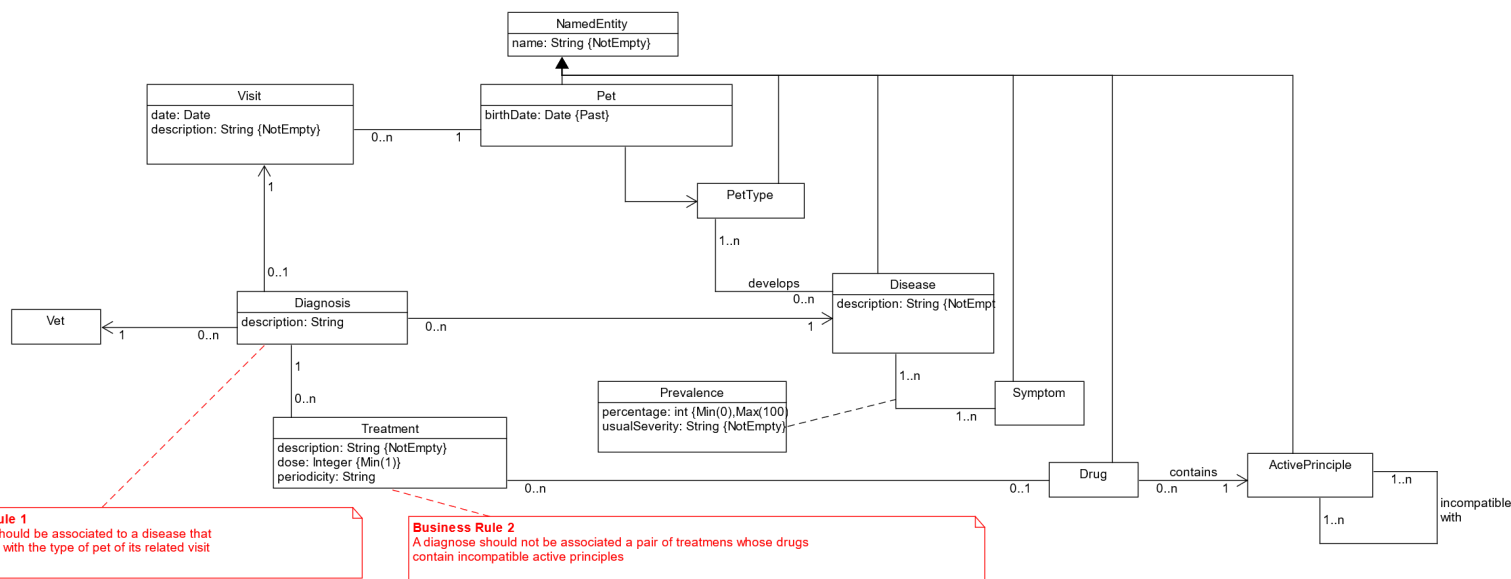 NamedEntity
name: String {NotEmpty}
Visit
date: Date
description: String {NotEmpty}
0..n
1
Pet
birthDate: Date {Past}
1
0..1
PetType
1..n
develops
0..n
Disease
description: String {NotEmpt
Vet
1
0..n
Diagnosis
description: String
0..n
1
1
0..n
1..n
1..n
Symptom
Prevalence
percentage: int {Min(0),Max(100)
usualSeverity: String {NotEmpty}
Treatment
description: String {NotEmpty}
dose: Integer {Min(1)}
periodicity: String
0..n
0..1
Drug
contains
0..n
1
ActivePrinciple
1..n
1..n
incompatible
with
ule 1
hould be associated to a disease that
with the type of pet of its related visit
Business Rule 2
A diagnose should not be associated a pair of treatmens whose drugs
contain incompatible active principles